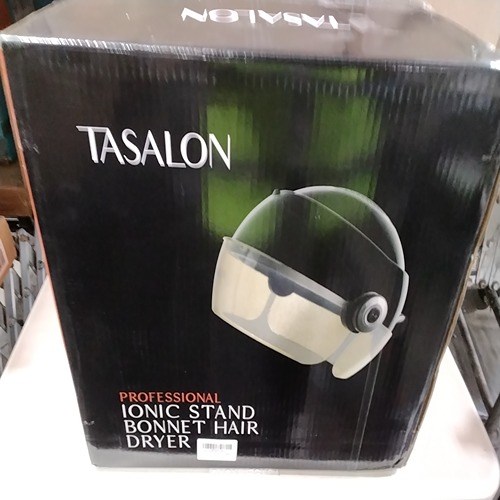 TASALON
TASALON
PROFESSIONAL
IONIC STAND
BONNET HAIR
DRYER